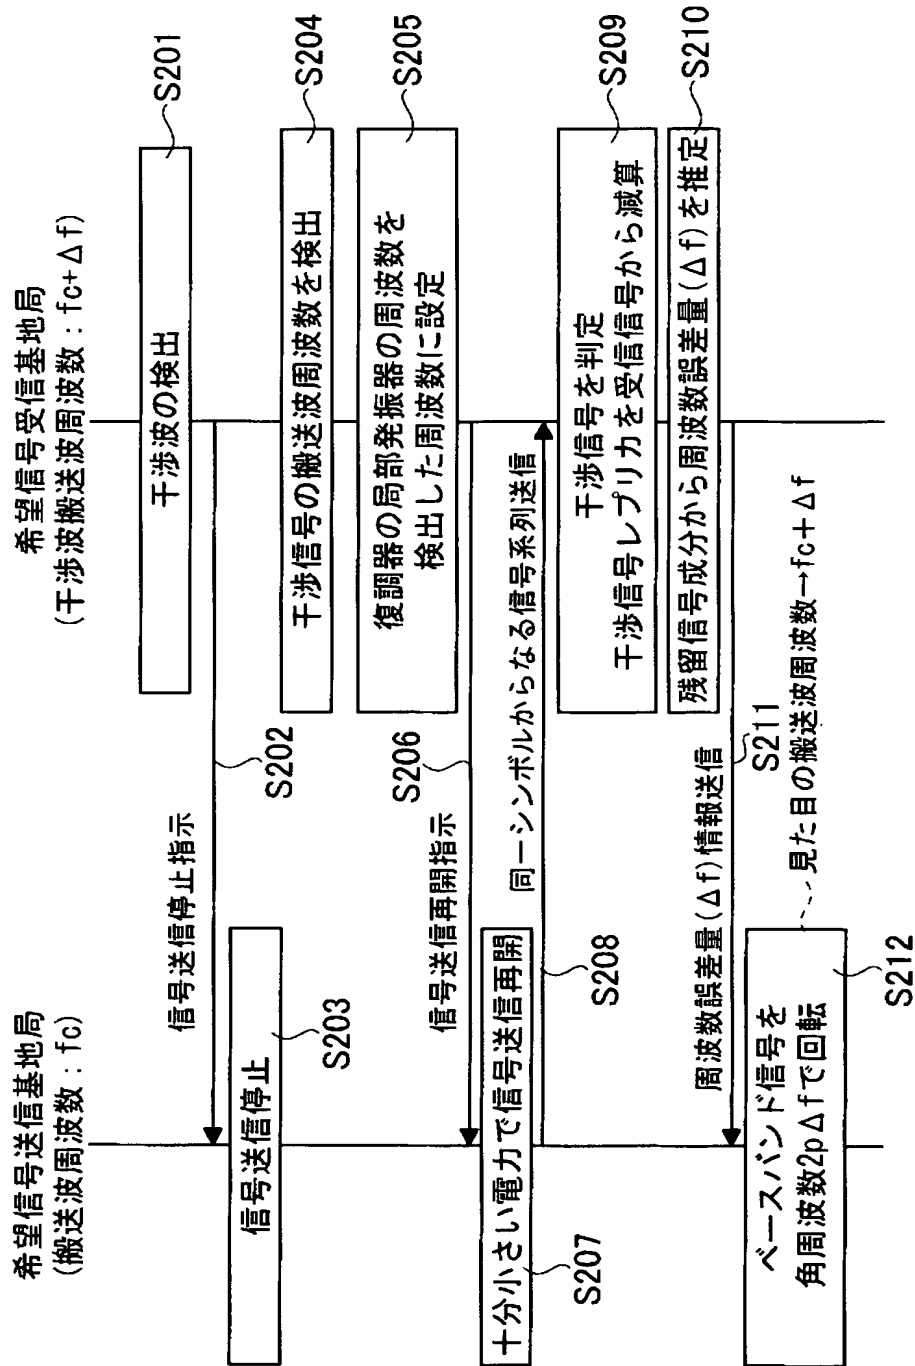 希望信号送信基地局
(搬送波周波数：fc)
希望信号受信基地局
(干渉波搬送波周波数：fc+Δf)
干渉波の検出
S201
信号送信停止指示
S202
信号送信停止
S203
干渉信号の搬送波周波数を検出
S204
復調器の局部発振器の周波数を
検出した周波数に設定
S205
信号送信再開指示
S206
十分小さい電力で信号送信再開
S207
同一シンボルからなる信号系列送信
S208
干渉信号を判定
干渉信号レプリカを受信信号から減算
S209
残留信号成分から周波数誤差量(Δf)を推定
S210
周波数誤差量(Δf)情報送信
S211
ベースバンド信号を
角周波数2pΔfで回転
S212
見た目の搬送波周波数→fc＋Δf